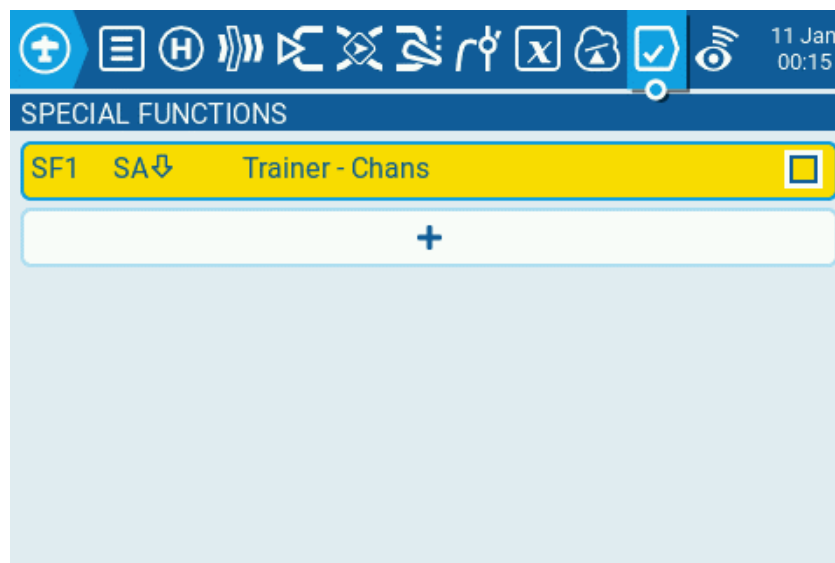 11 Jan
00:15
SPECIAL FUNCTIONS
SF1 SA⇩ Trainer - Chans
+